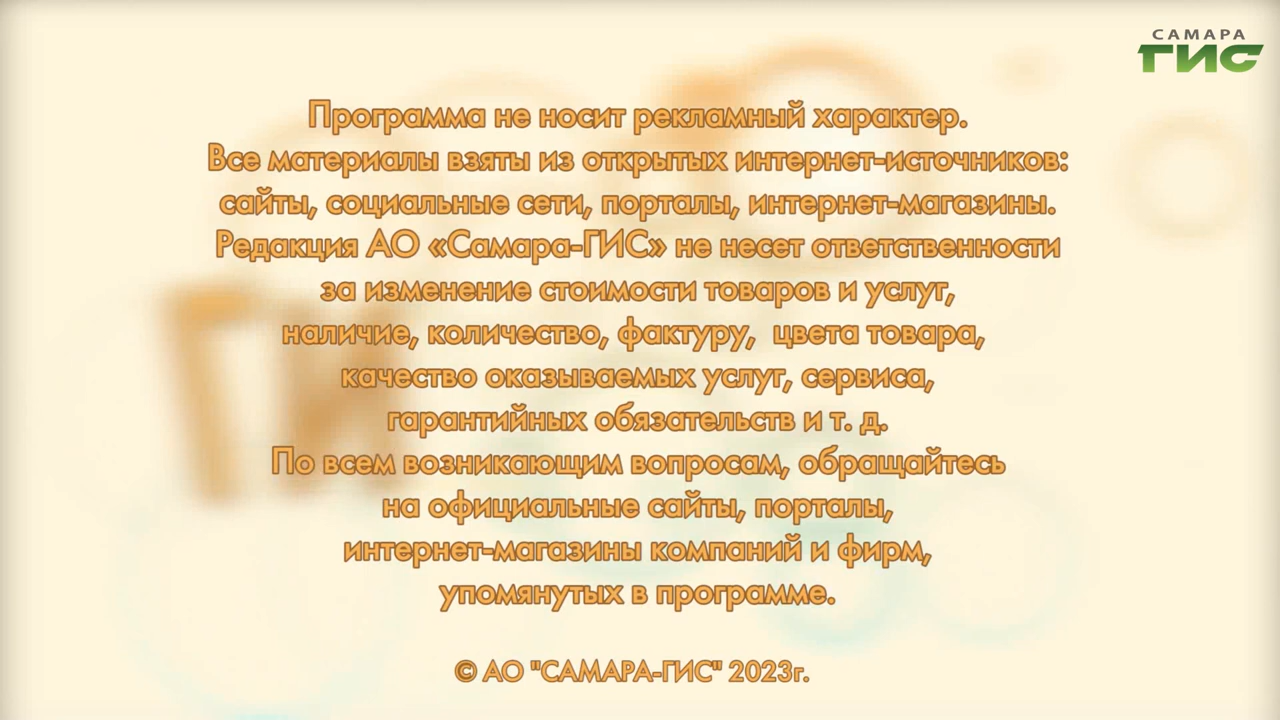 САМАРА
ГИС
Программа не носит рекламный характер.
Все материалы взяты из открытых интернет-источников:
сайты, социальные сети, порталы, интернет-магазины.
Редакция АО «Самара-ГИС» не несет ответственности
за изменение стоимости товаров и услуг,
наличие, количество, фактуру, цвета товара,
качество оказываемых услуг, сервиса,
гарантийных обязательств и т. д.
По всем возникающим вопросам, обращайтесь
на официальные сайты, порталы,
интернет-магазины компаний и фирм,
упомянутых в программе.
© АО "САМАРА-ГИС" 2023г.